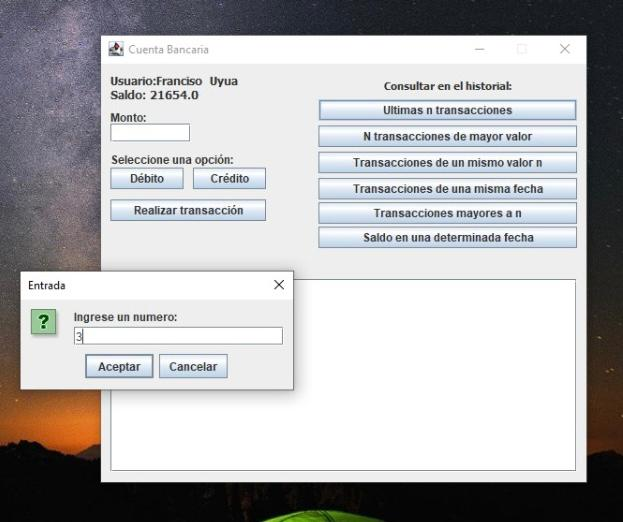 Cuenta Bancaria
Usuario:Franciso Uyua
Saldo: 21654.0
Monto:
Seleccione una opción:
Débito
Crédito
Realizar transacción
Consultar en el historial:
Ultimas n transacciones
N transacciones de mayor valor
Transacciones de un mismo valor n
Transacciones de una misma fecha
Transacciones mayores a n
Saldo en una determinada fecha
Entrada
?
Ingrese un numero:
3
Aceptar
Cancelar